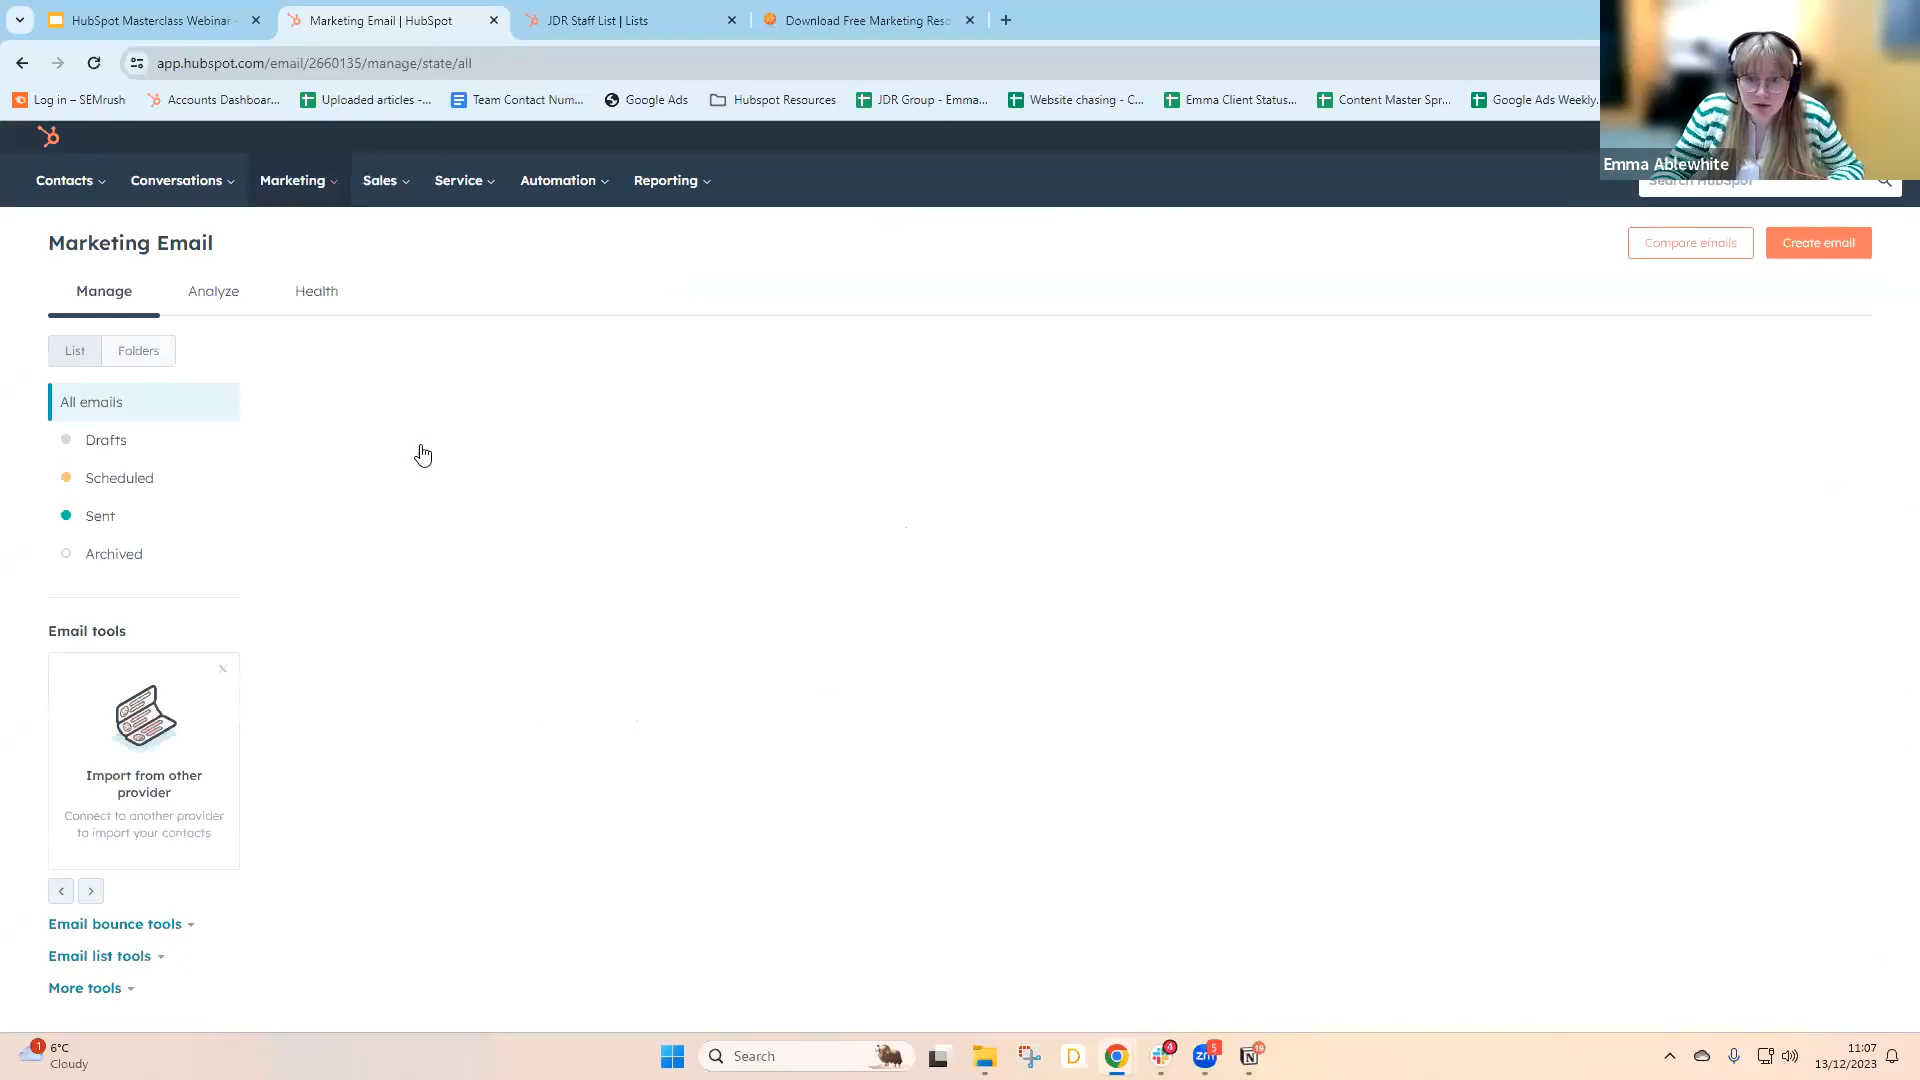 HubSpot Masterclass Webinar -
Marketing Email | HubSpot
JDR Staff List | Lists
Download Free Marketing Reso
app.hubspot.com/email/2660135/manage/state/all
Log in – SEMrush
Accounts Dashboar...
Uploaded articles -...
Team Contact Num...
Google Ads
Hubspot Resources
JDR Group - Emma...
Website chasing - C...
Emma Client Status...
Content Master Spr...
Google Ads Weekly...
Emma Ablewhite
Contacts
Conversations
Marketing
Sales
Service
Automation
Reporting
Search HubSpot
Marketing Email
Compare emails
Create email
Manage
Analyze
Health
List
Folders
All emails
Drafts
Scheduled
Sent
Archived
Email tools
Import from other
provider
Connect to another provider
to import your contacts
Email bounce tools
Email list tools
More tools
1
6°C
Cloudy
Search
D
4
zm
5
19
11:07
13/12/2023